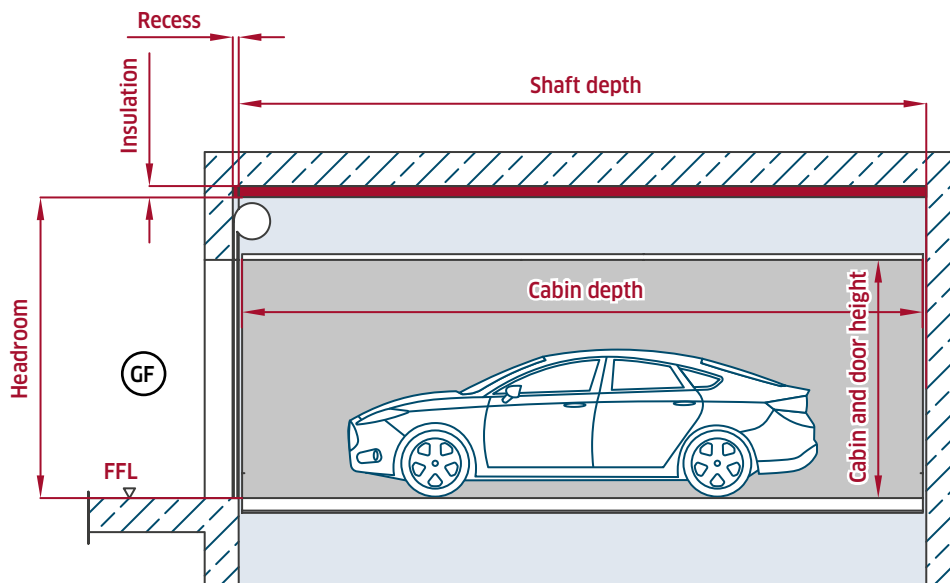 Recess
Insulation
Shaft depth
Headroom
Cabin depth
Cabin and door height
GF
FFL